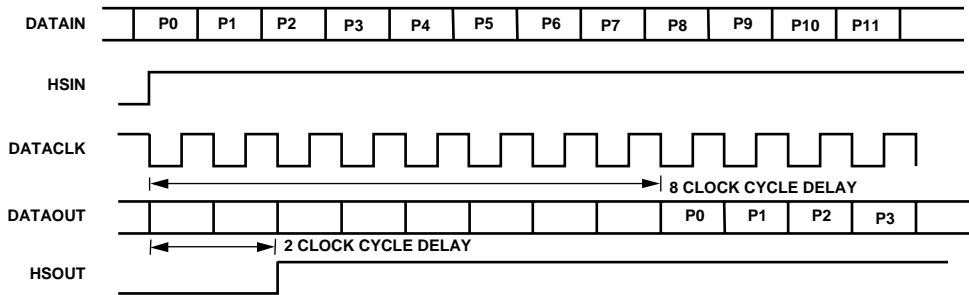 DATAIN P0 P1 P2 P3 P4 P5 P6 P7 P8 P9 P10 P11
HSIN
DATACLK
8 CLOCK CYCLE DELAY
DATAOUT P0 P1 P2 P3
2 CLOCK CYCLE DELAY
HSOUT